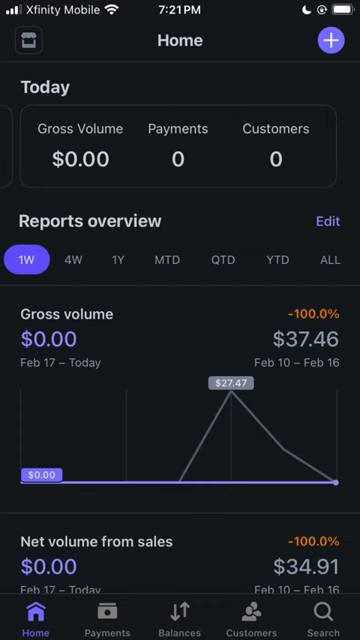 Xfinity Mobile 7:21 PM
Home
Today
Gross Volume Payments Customers
$0.00 0 0
Reports overview Edit
1W 4W 1Y MTD QTD YTD ALL
Gross volume -100.0%
$0.00 $37.46
Feb 17 – Today Feb 10 – Feb 16
$27.47
$0.00
Net volume from sales -100.0%
$0.00 $34.91
Feb 17 – Today Feb 10 – Feb 16
Home Payments Balances Customers Search